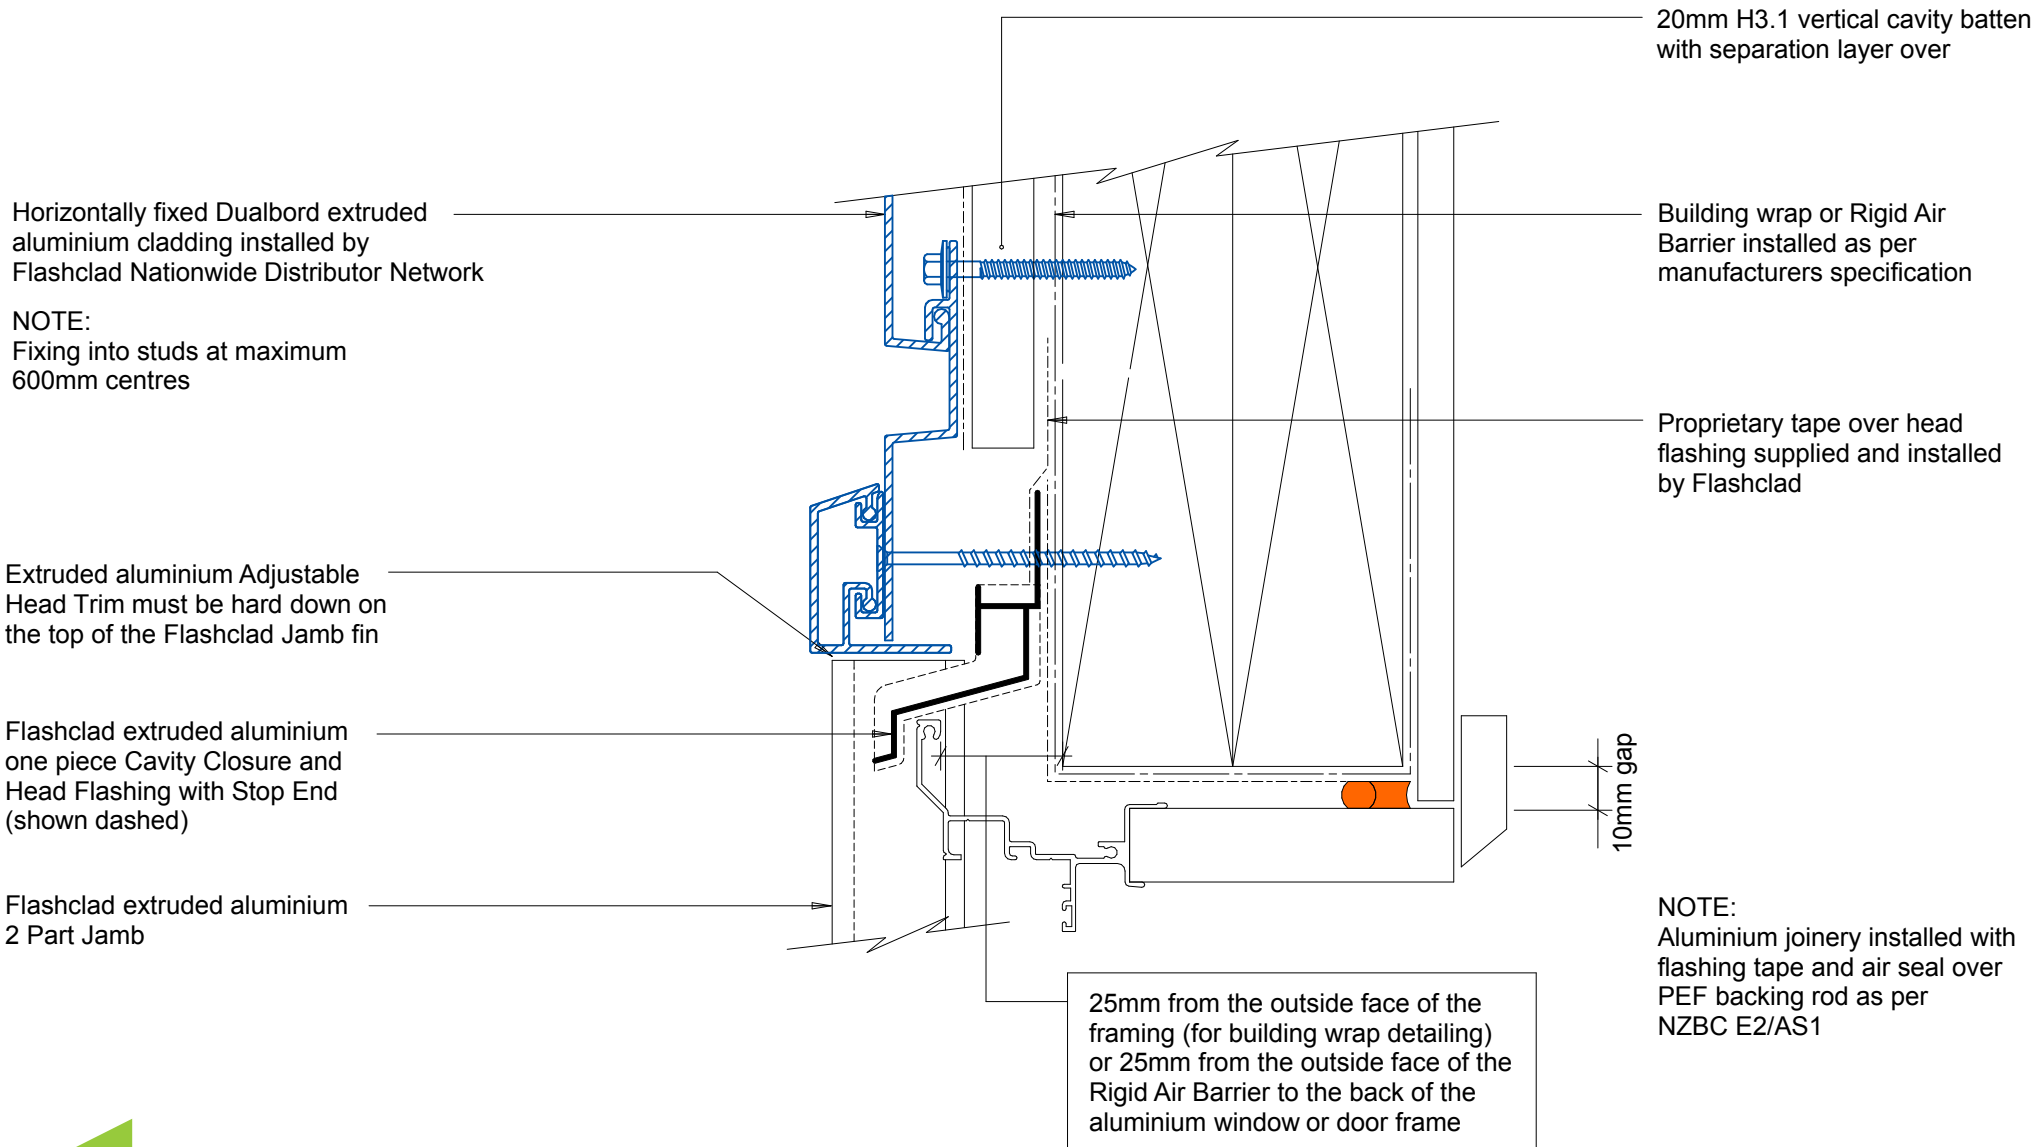 20mm H3.1 vertical cavity batten
with separation layer over
Horizontally fixed Dualbord extruded
aluminium cladding installed by
Flashclad Nationwide Distributor Network
NOTE:
Fixing into studs at maximum
600mm centres
Building wrap or Rigid Air
Barrier installed as per
manufacturers specification
Proprietary tape over head
flashing supplied and installed
by Flashclad
Extruded aluminium Adjustable
Head Trim must be hard down on
the top of the Flashclad Jamb fin
Flashclad extruded aluminium
one piece Cavity Closure and
Head Flashing with Stop End
(shown dashed)
10mm gap
Flashclad extruded aluminium
2 Part Jamb
NOTE:
Aluminium joinery installed with
flashing tape and air seal over
PEF backing rod as per
NZBC E2/AS1
25mm from the outside face of the
framing (for building wrap detailing)
or 25mm from the outside face of the
Rigid Air Barrier to the back of the
aluminium window or door frame